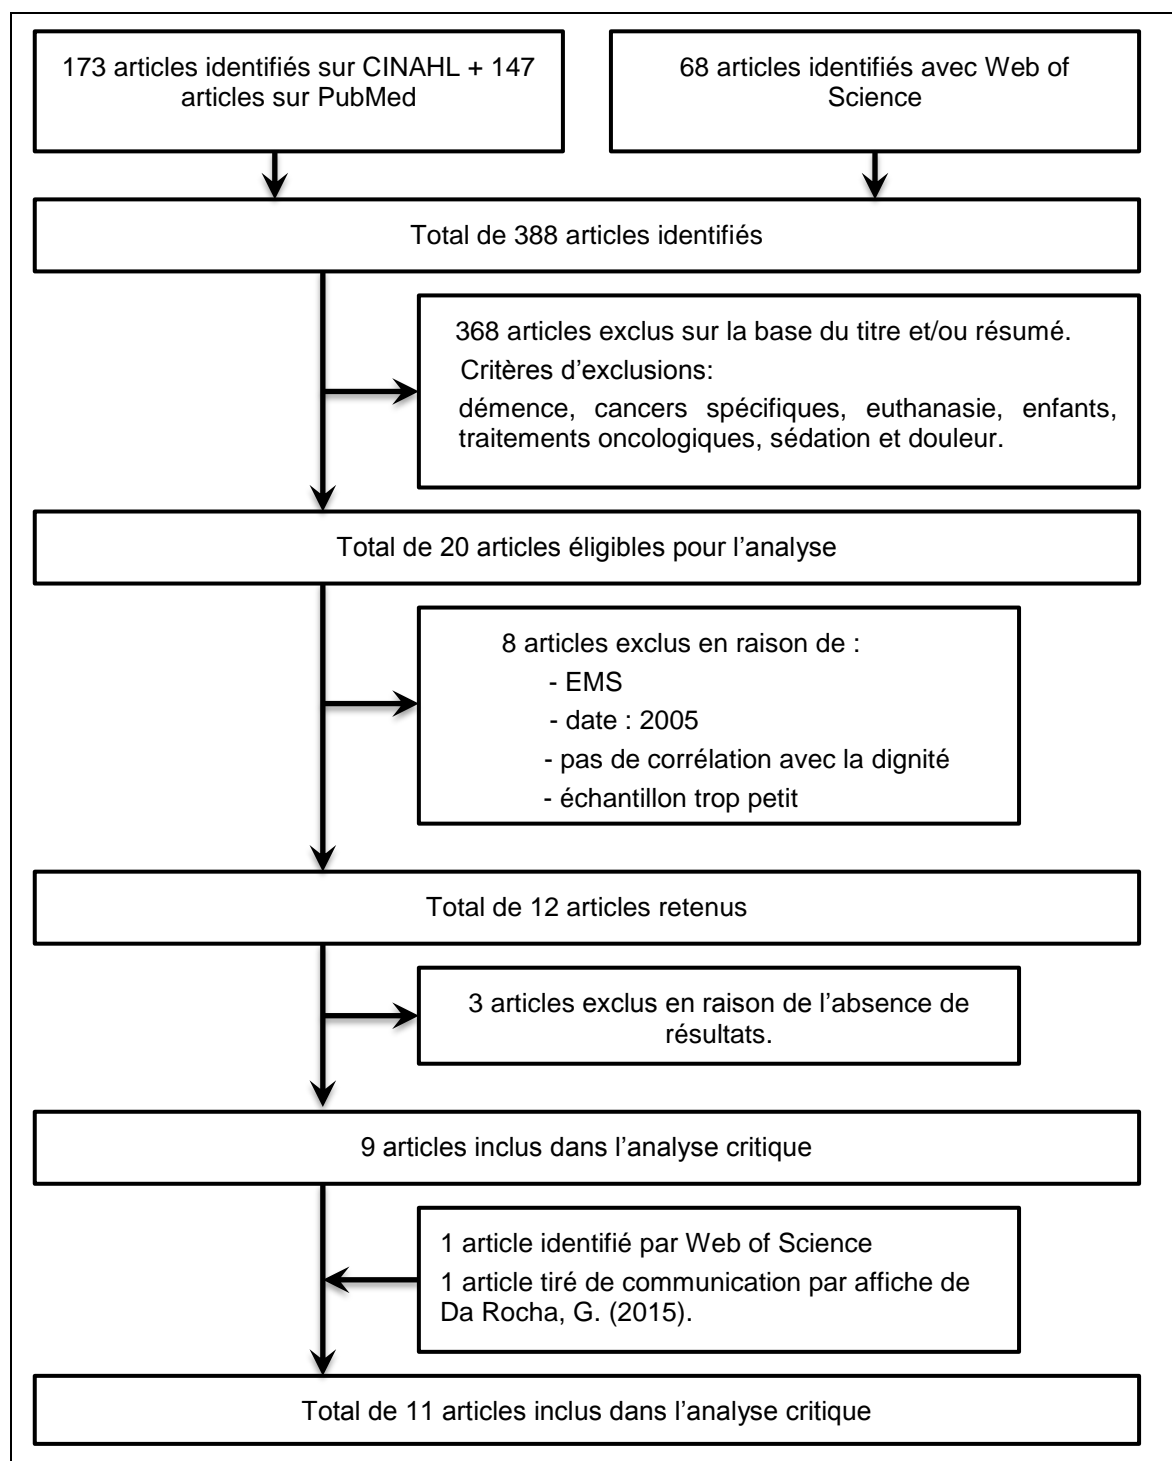 173 articles identifiés sur CINAHL + 147
articles sur PubMed
68 articles identifiés avec Web of
Science
Total de 388 articles identifiés
368 articles exclus sur la base du titre et/ou résumé.
Critères d’exclusions:
démence, cancers spécifiques, euthanasie, enfants,
traitements oncologiques, sédation et douleur.
Total de 20 articles éligibles pour l’analyse
8 articles exclus en raison de :
- EMS
- date : 2005
- pas de corrélation avec la dignité
- échantillon trop petit
Total de 12 articles retenus
3 articles exclus en raison de l’absence de
résultats.
9 articles inclus dans l’analyse critique
1 article identifié par Web of Science
1 article tiré de communication par affiche de
Da Rocha, G. (2015).
Total de 11 articles inclus dans l’analyse critique